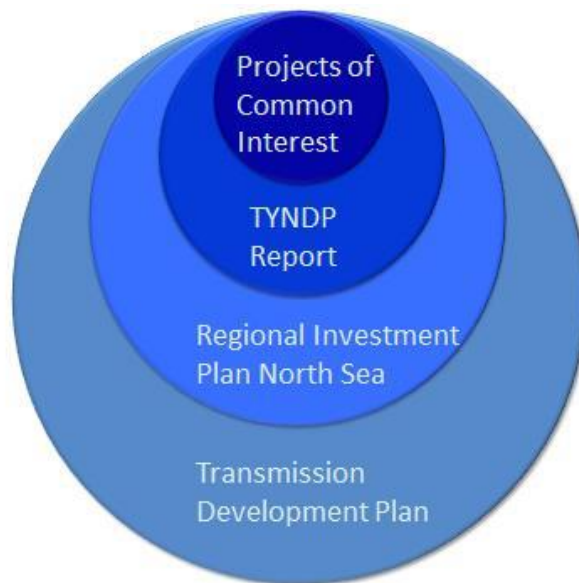 Projects of
Common
Interest
TYNDP
Report
Regional Investment
Plan North Sea
Transmission
Development Plan